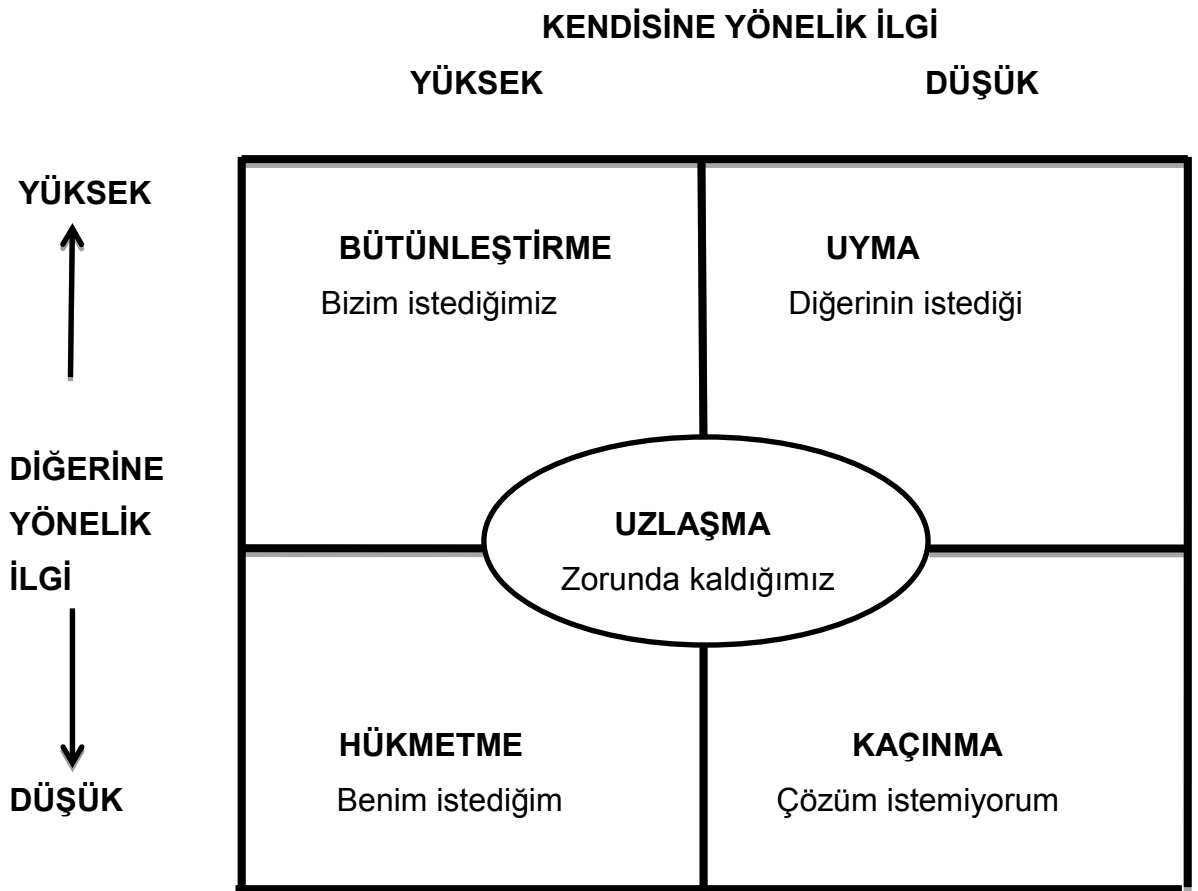 KENDİSİNE YÖNELİK İLGİ
YÜKSEK DÜŞÜK
YÜKSEK
BÜTÜNLEŞTİRME UYMA
Bizim istediğimiz Diğerinin istediği
DİĞERİNE
YÖNELİK
İLGİ
UZLAŞMA
Zorunda kaldığımız
HÜKMETME KAÇINMA
DÜŞÜK Benim istediğim Çözüm istemiyorum